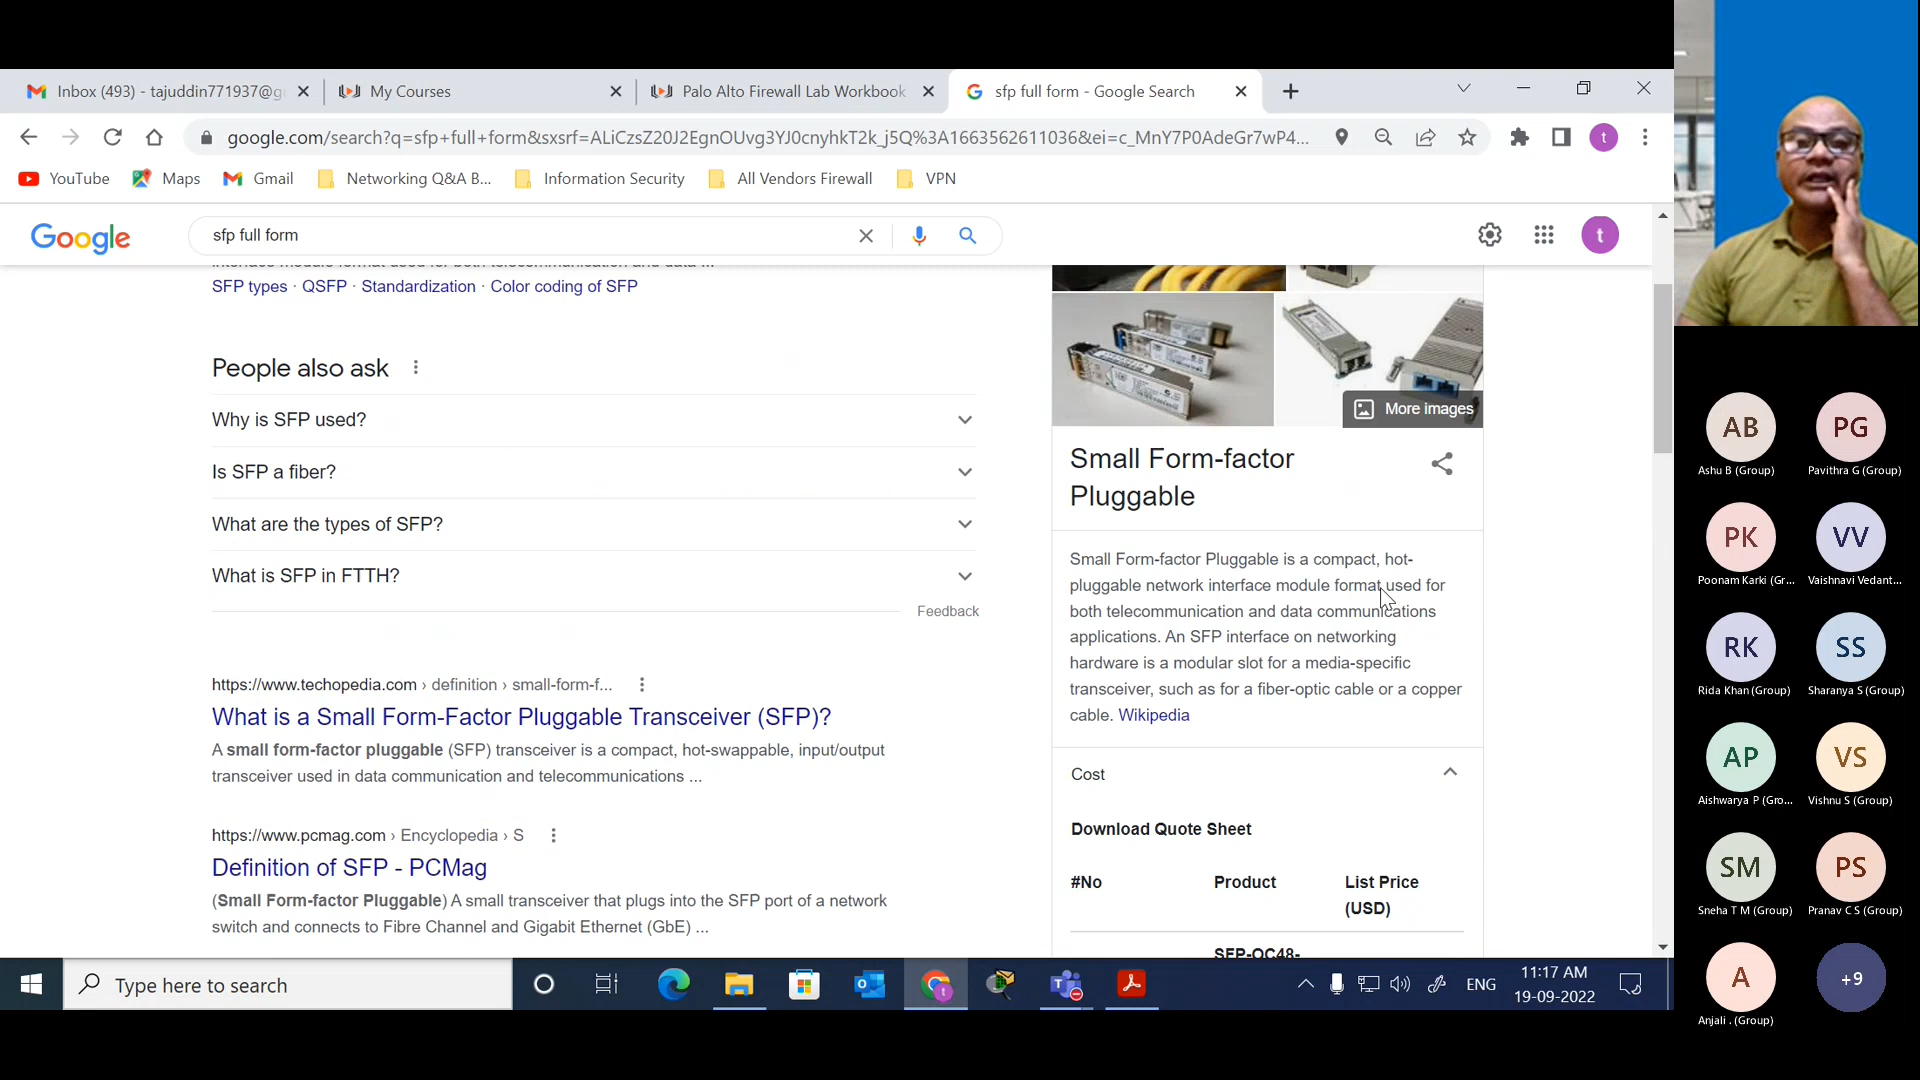 Inbox (493) - tajuddin771937@g
My Courses
Palo Alto Firewall Lab Workbook
sfp full form - Google Search
google.com/search?q=sfp+full+form&sxsrf=ALiCzsZ20J2EgnOUvg3YJ0cnyhkT2k_j5Q%3A1663562611036&ei=c_MnY7P0AdeGr7wP4...
t
YouTube
Maps
Gmail
Networking Q&A B...
Information Security
All Vendors Firewall
VPN
Google
sfp full form
t
interface module format used for both telecommunication and data ...
SFP types · QSFP · Standardization · Color coding of SFP
People also ask
Why is SFP used?
Is SFP a fiber?
What are the types of SFP?
What is SFP in FTTH?
Feedback
https://www.techopedia.com › definition › small-form-f...
What is a Small Form-Factor Pluggable Transceiver (SFP)?
A small form-factor pluggable (SFP) transceiver is a compact, hot-swappable, input/output
transceiver used in data communication and telecommunications ...
https://www.pcmag.com › Encyclopedia › S
Definition of SFP - PCMag
(Small Form-factor Pluggable) A small transceiver that plugs into the SFP port of a network
switch and connects to Fibre Channel and Gigabit Ethernet (GbE) ...
More images
Small Form-factor
Pluggable
Small Form-factor Pluggable is a compact, hot-
pluggable network interface module format used for
both telecommunication and data communications
applications. An SFP interface on networking
hardware is a modular slot for a media-specific
transceiver, such as for a fiber-optic cable or a copper
cable. Wikipedia
Cost
Download Quote Sheet
#No
Product
List Price
(USD)
SFP-OC48-
Type here to search
ENG
11:17 AM
19-09-2022
AB
Ashu B (Group)
PG
Pavithra G (Group)
PK
Poonam Karki (Gr...
VV
Vaishnavi Vedant...
RK
Rida Khan (Group)
SS
Sharanya S (Group)
AP
Aishwarya P (Gro...
VS
Vishnu S (Group)
SM
Sneha T M (Group)
PS
Pranav C S (Group)
A
Anjali . (Group)
+9